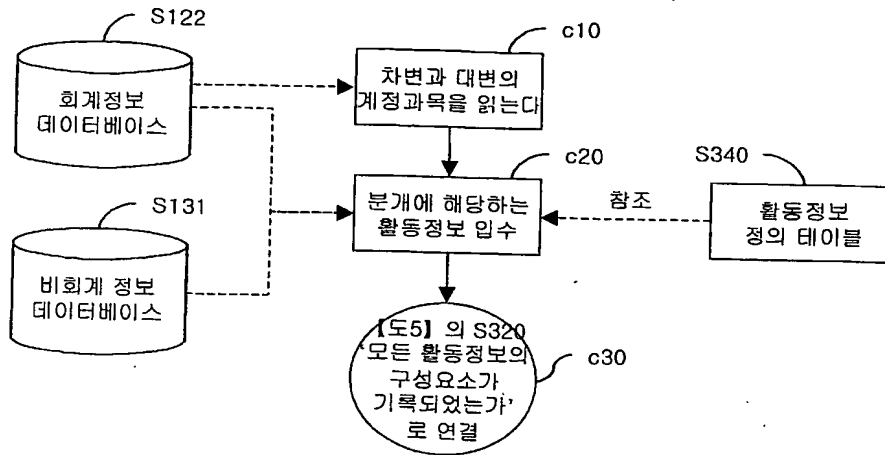 S122
회계정보
데이터베이스
c10
차변과 대변의
계정과목을 읽는다
c20
분개에 해당하는
활동정보 입수
S340
참조
활동정보
정의 테이블
S131
비회계 정보
데이터베이스
【도5】의 S320
'모든 활동정보의
구성요소가
기록되었는가'
로 연결
c30